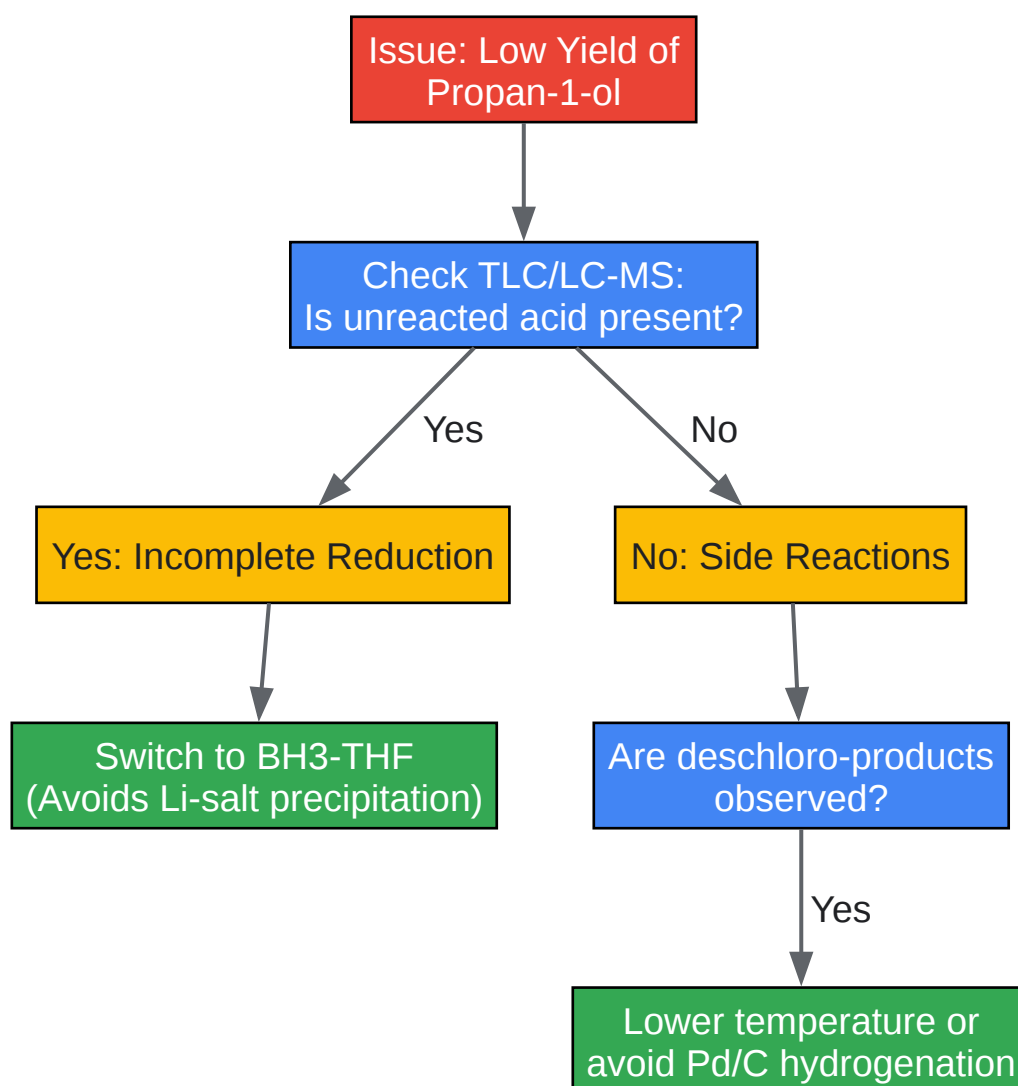 Issue: Low Yield of
Propan-1-ol
Check TLC/LC-MS:
Is unreacted acid present?
Yes
No
Yes: Incomplete Reduction
No: Side Reactions
Switch to BH3-THF
(Avoids Li-salt precipitation)
Are deschloro-products
observed?
Yes
Lower temperature or
avoid Pd/C hydrogenation